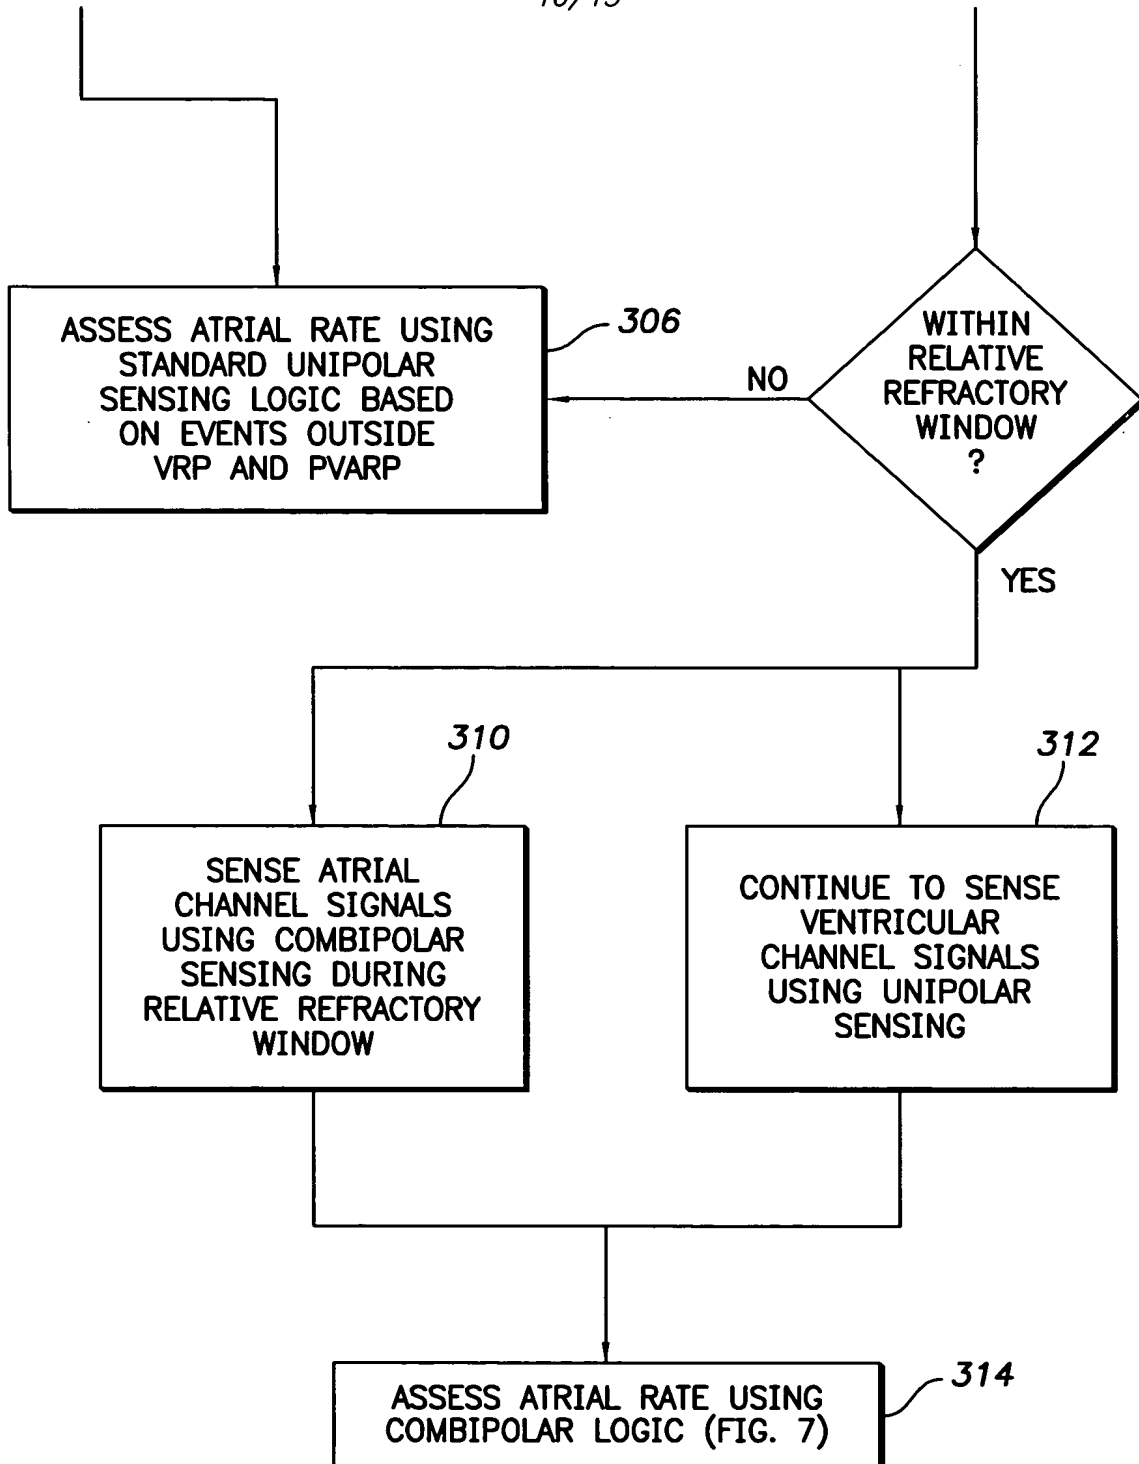 ASSESS ATRIAL RATE USING
STANDARD UNIPOLAR
SENSING LOGIC BASED
ON EVENTS OUTSIDE
VRP AND PVARP
306
NO
WITHIN
RELATIVE
REFRACTORY
WINDOW
?
YES
310
SENSE ATRIAL
CHANNEL SIGNALS
USING COMBIPOLAR
SENSING DURING
RELATIVE REFRACTORY
WINDOW
312
CONTINUE TO SENSE
VENTRICULAR
CHANNEL SIGNALS
USING UNIPOLAR
SENSING
ASSESS ATRIAL RATE USING
COMBIPOLAR LOGIC (FIG. 7)
314